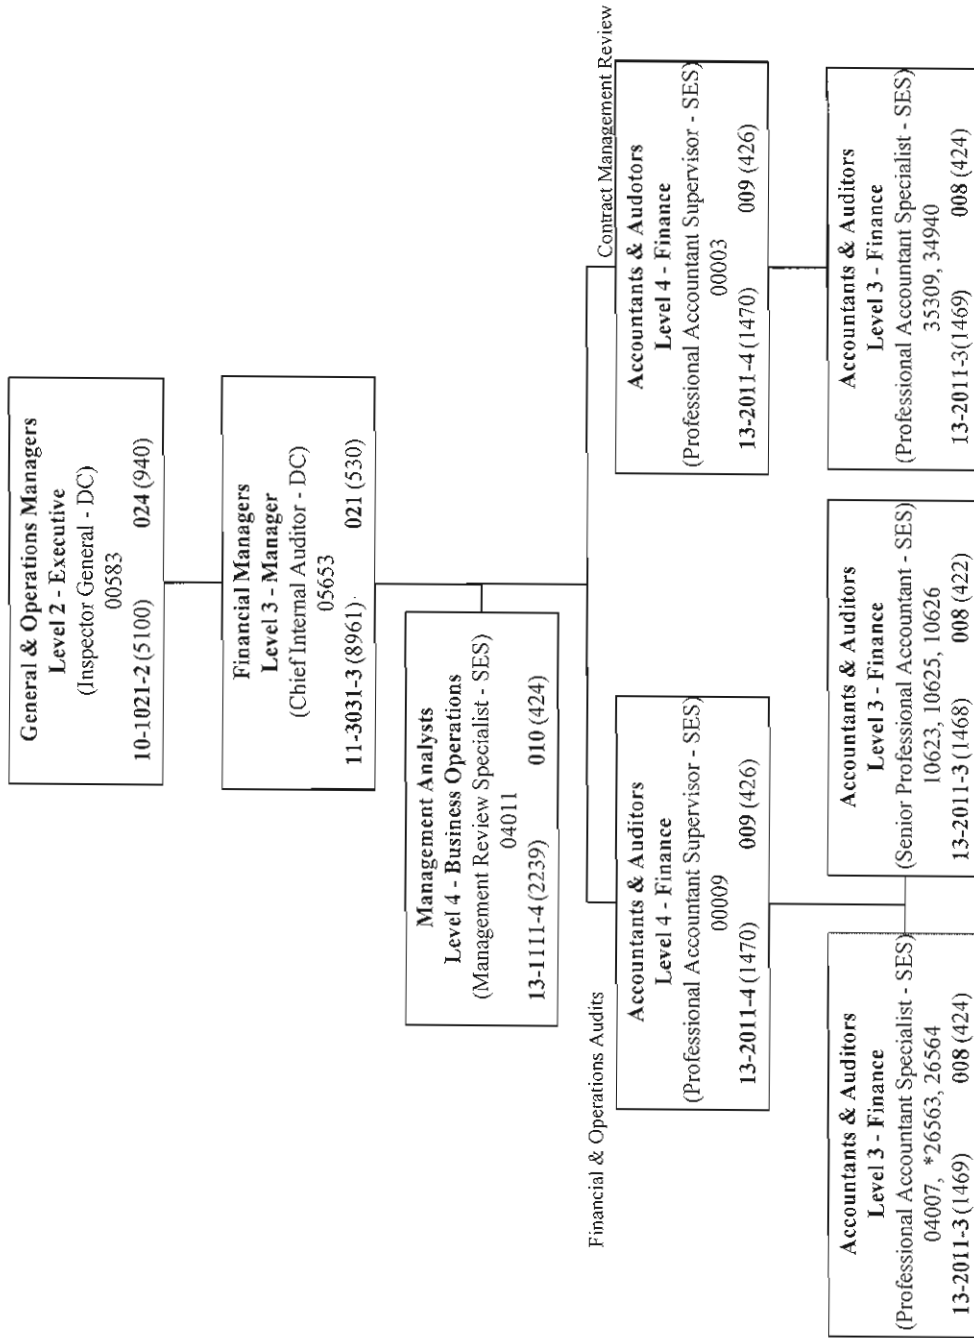 General & Operations Managers
Level 2 - Executive
(Inspector General - DC)
00583
10-1021-2 (5100) 024 (940)
Financial Managers
Level 3 - Manager
(Chief Internal Auditor - DC)
05653
11-3031-3 (8961) 021 (530)
Management Analysts
Level 4 - Business Operations
(Management Review Specialist - SES)
04011
13-1111-4 (2239) 010 (424)
Financial & Operations Audits
Accountants & Auditors
Level 4 - Finance
(Professional Accountant Supervisor - SES)
00009
13-2011-4 (1470) 009 (426)
Contract Management Review
Accountants & Audotors
Level 4 - Finance
(Professional Accountant Supervisor - SES)
00003
13-2011-4 (1470) 009 (426)
Accountants & Auditors
Level 3 - Finance
(Professional Accountant Specialist - SES)
04007, *26563, 26564
13-2011-3 (1469) 008 (424)
Accountants & Auditors
Level 3 - Finance
(Senior Professional Accountant - SES)
10623, 10625, 10626
13-2011-3 (1468) 008 (422)
Accountants & Auditors
Level 3 - Finance
(Professional Accountant Specialist - SES)
35309, 34940
13-2011-3(1469) 008 (424)